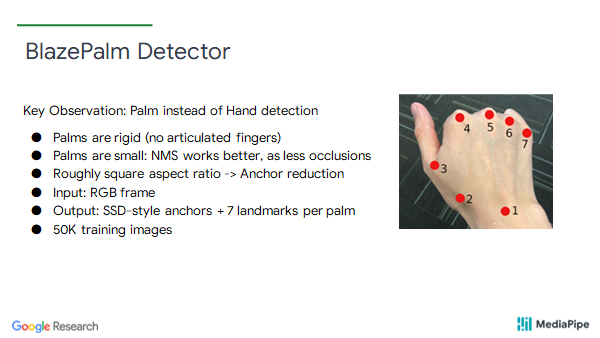 BlazePalm Detector
Key Observation: Palm instead of Hand detection
● Palms are rigid (no articulated fingers)
● Palms are small: NMS works better, as less occlusions
● Roughly square aspect ratio -> Anchor reduction
● Input: RGB frame
● Output: SSD-style anchors + 7 landmarks per palm
● 50K training images
4
5
6
7
3
2
1
Google Research
MediaPipe